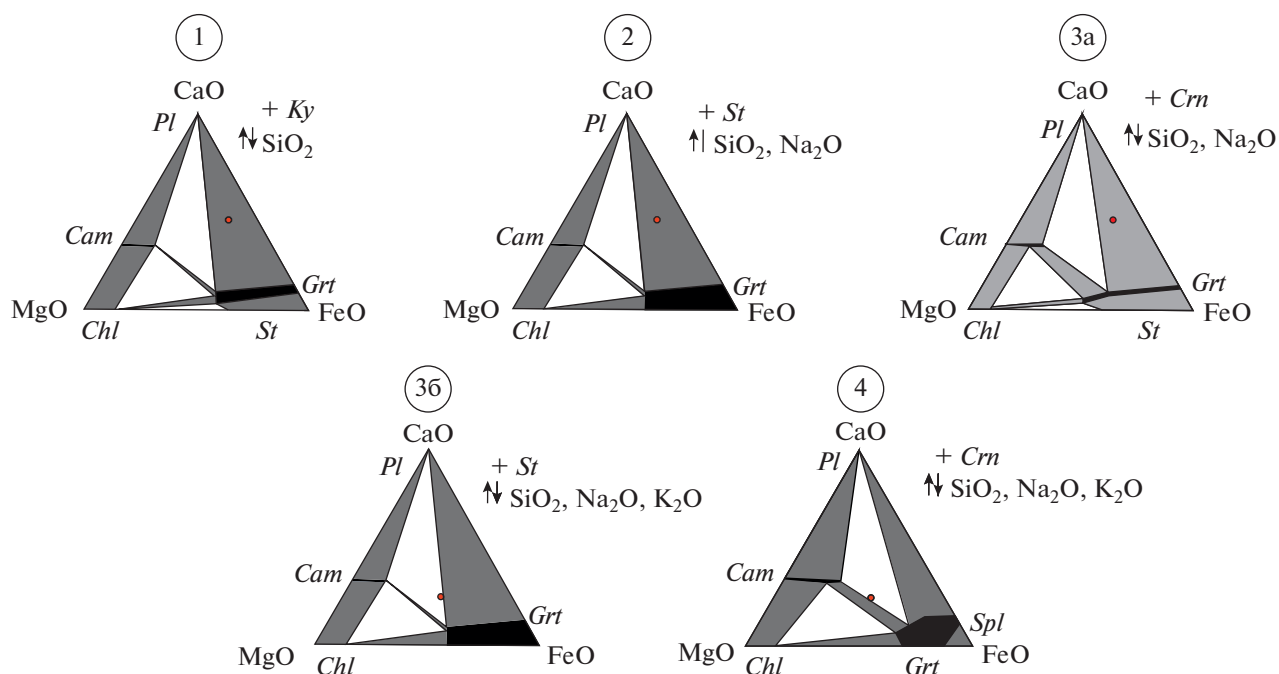 1
CaO
Pl
+ Ky
SiO₂
Cam
Grt
MgO
FeO
Chl
St
2
CaO
Pl
+ St
SiO₂, Na₂O
Cam
Grt
MgO
FeO
Chl
3а
CaO
Pl
+ Crn
SiO₂, Na₂O
Cam
Grt
MgO
FeO
Chl
St
3б
CaO
Pl
+ St
SiO₂, Na₂O, K₂O
Cam
Grt
MgO
FeO
Chl
4
CaO
Pl
+ Crn
SiO₂, Na₂O, K₂O
Cam
Spl
MgO
FeO
Chl
Grt